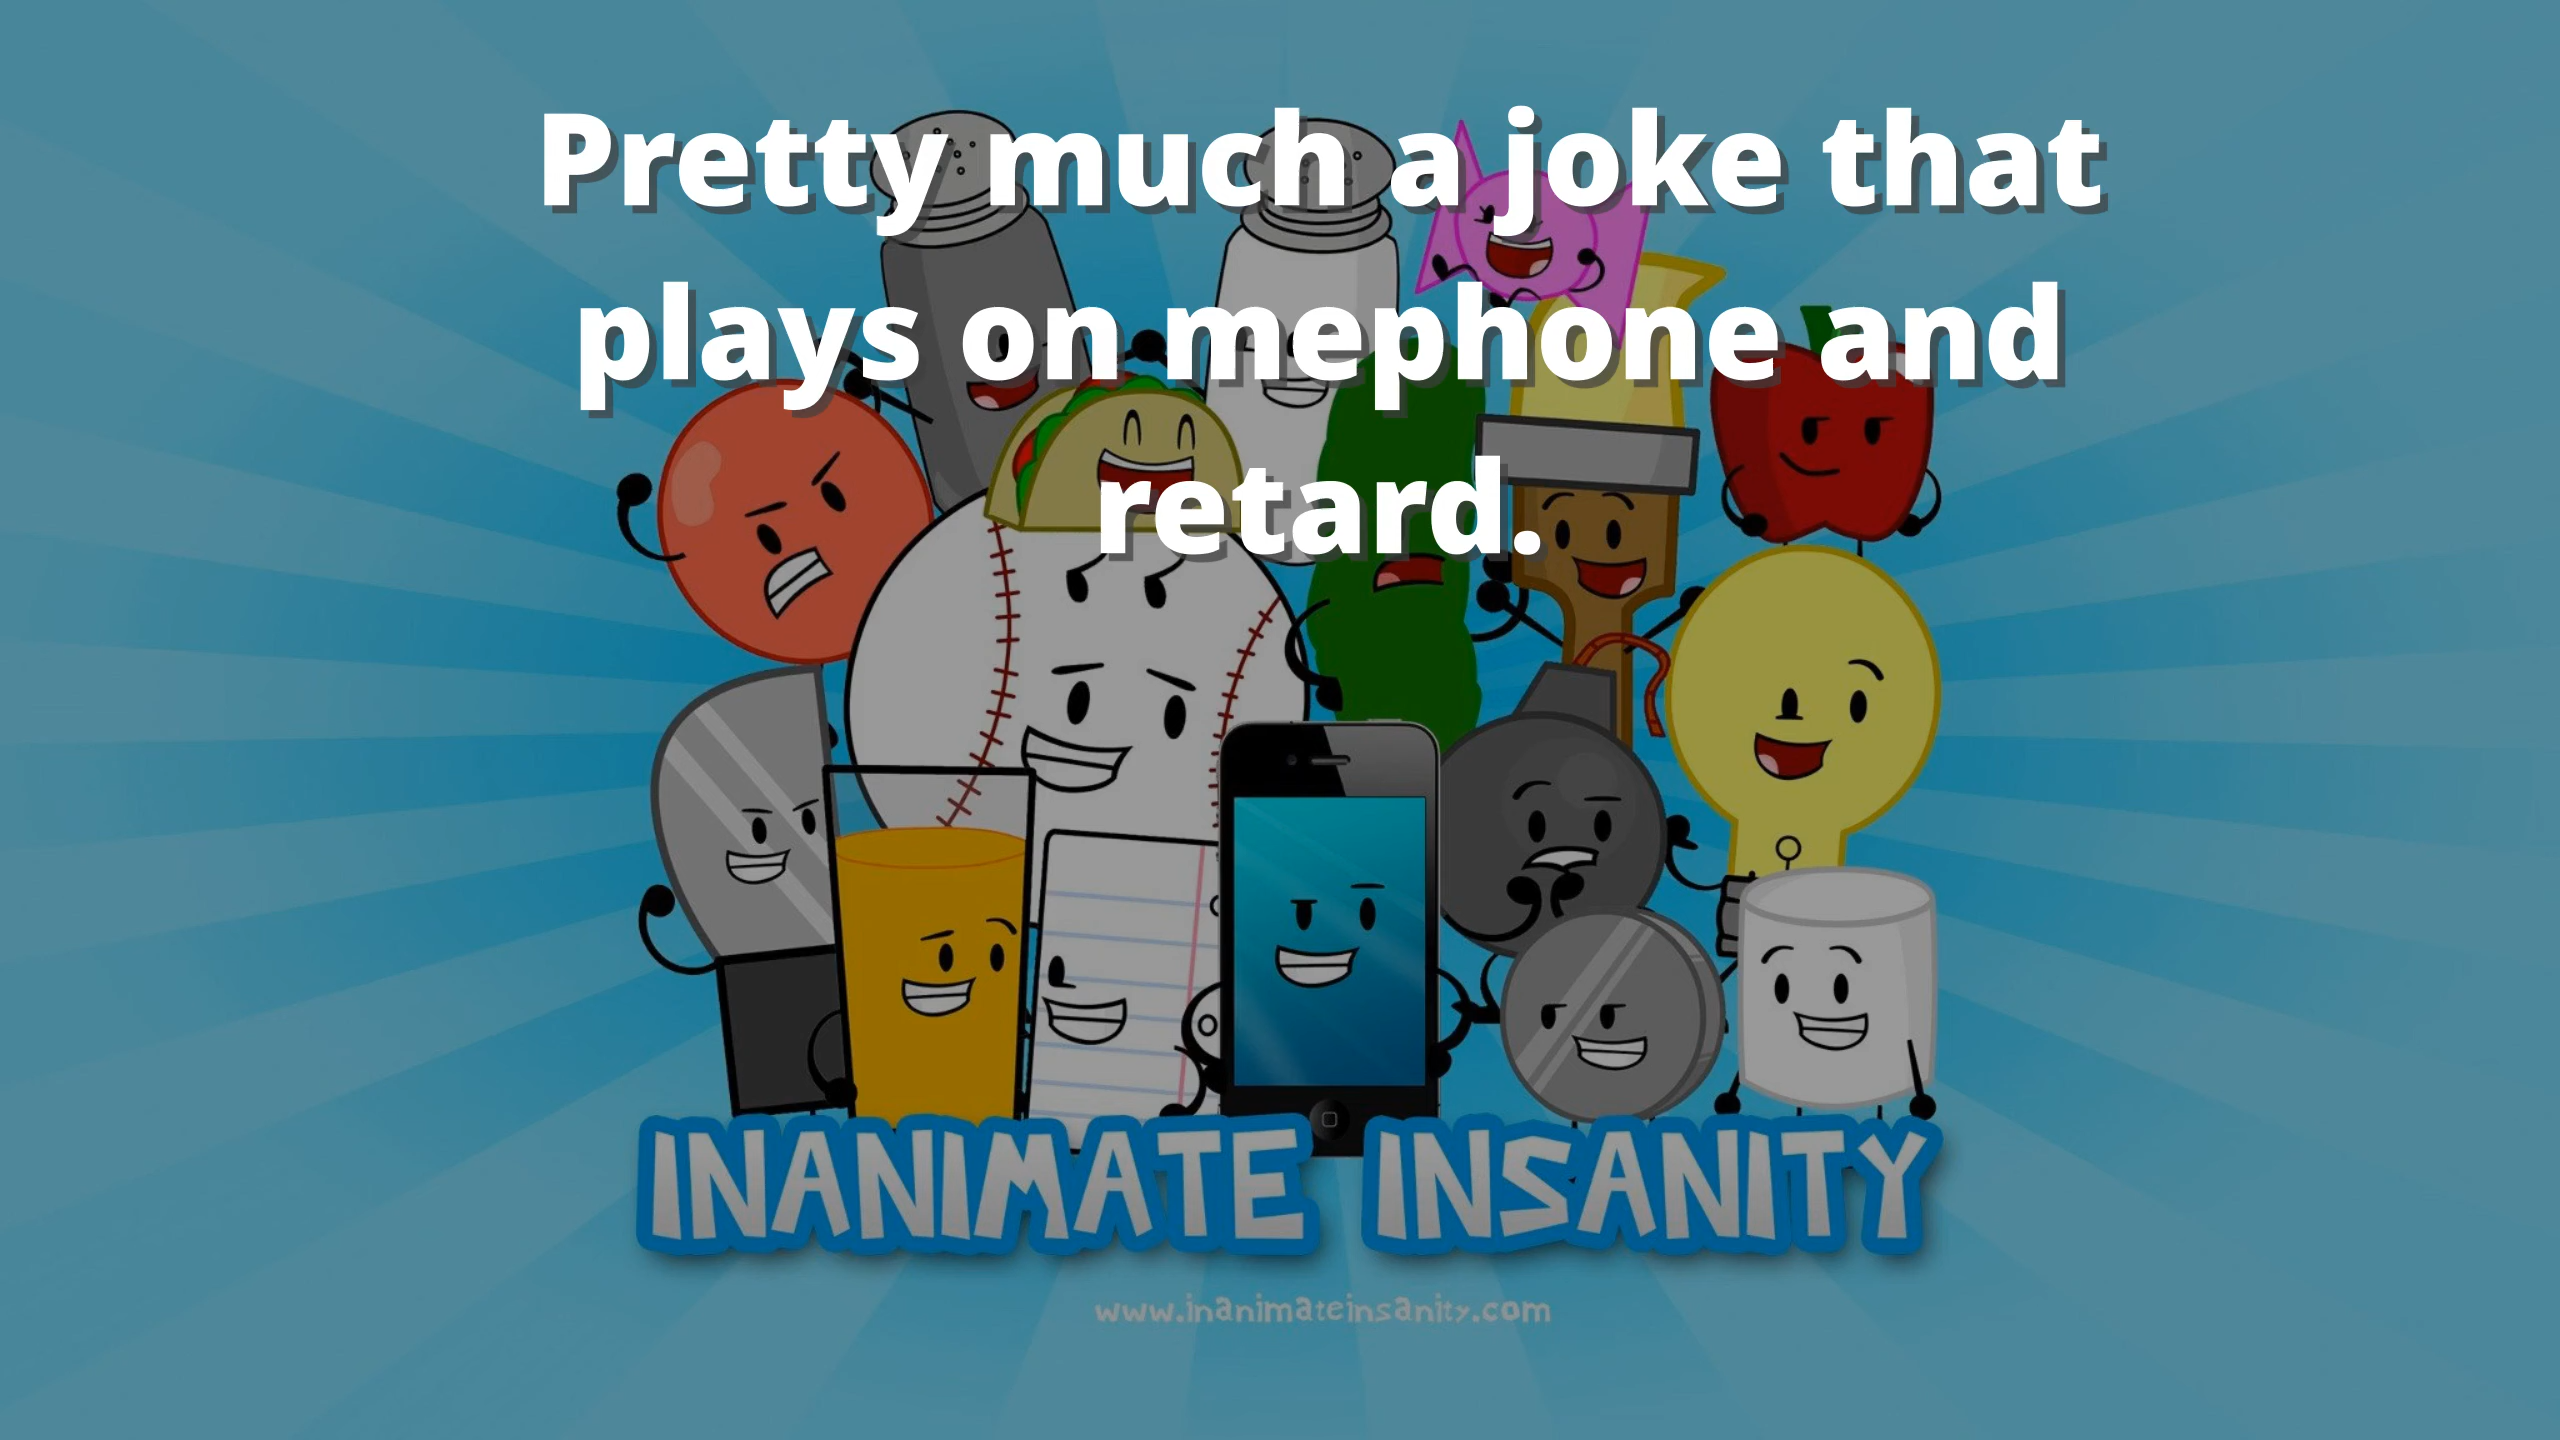 Pretty much a joke that
plays on mephone and
retard.
INANIMATE INSANITY
www.inanimateinsanity.com